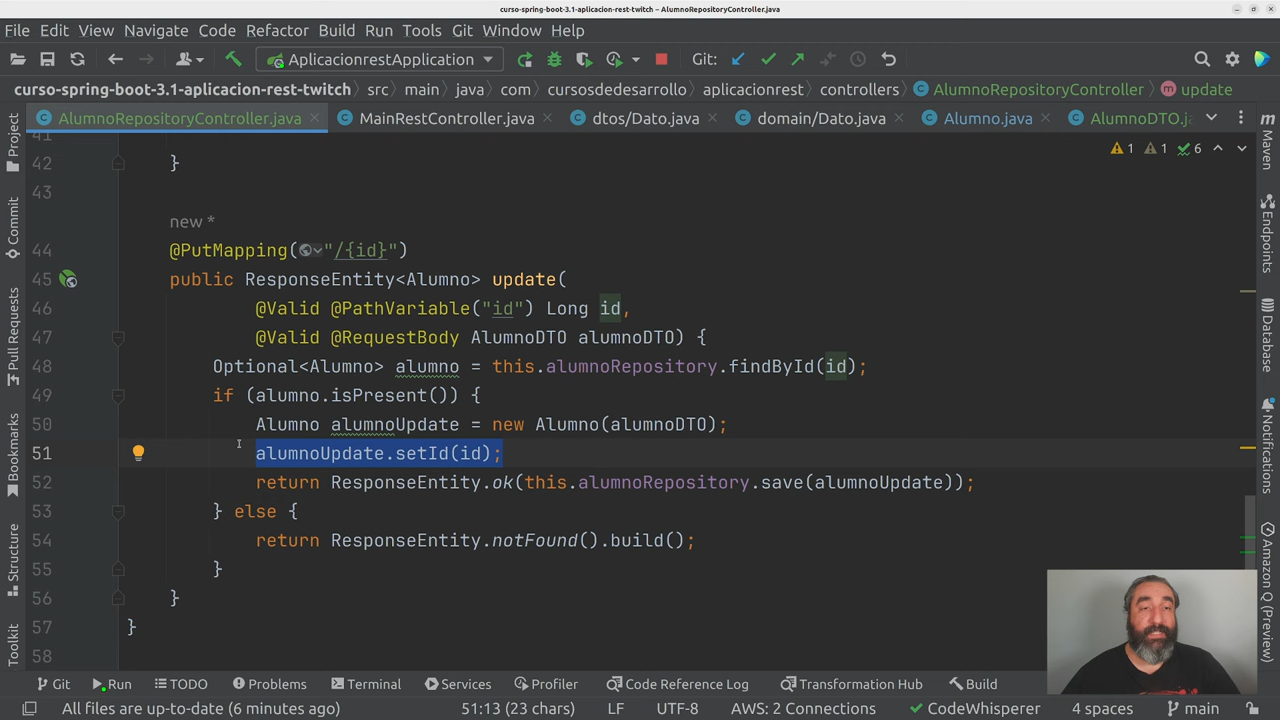 curso-spring-boot-3.1-aplicacion-rest-twitch – AlumnoRepositoryController.java
File Edit View Navigate Code Refactor Build Run Tools Git Window Help
AplicacionrestApplication Git:
curso-spring-boot-3.1-aplicacion-rest-twitch src main java com cursosdedesarrollo aplicacionrest controllers AlumnoRepositoryController update
AlumnoRepositoryController.java MainRestController.java dtos/Dato.java domain/Dato.java Alumno.java AlumnoDTO.ja
1 1 6
41
42 }
43
new *
44 @PutMapping("/{id}")
45 public ResponseEntity<Alumno> update(
46 @Valid @PathVariable("id") Long id,
47 @Valid @RequestBody AlumnoDTO alumnoDTO) {
48 Optional<Alumno> alumno = this.alumnoRepository.findById(id);
49 if (alumno.isPresent()) {
50 Alumno alumnoUpdate = new Alumno(alumnoDTO);
51 alumnoUpdate.setId(id);
52 return ResponseEntity.ok(this.alumnoRepository.save(alumnoUpdate));
53 } else {
54 return ResponseEntity.notFound().build();
55 }
56 }
57 }
58
Project
Commit
Pull Requests
Bookmarks
Structure
Toolkit
Maven
Endpoints
Database
Notifications
Amazon Q (Preview)
Git Run TODO Problems Terminal Services Profiler Code Reference Log Transformation Hub Build
All files are up-to-date (6 minutes ago) 51:13 (23 chars) LF UTF-8 AWS: 2 Connections CodeWhisperer 4 spaces main